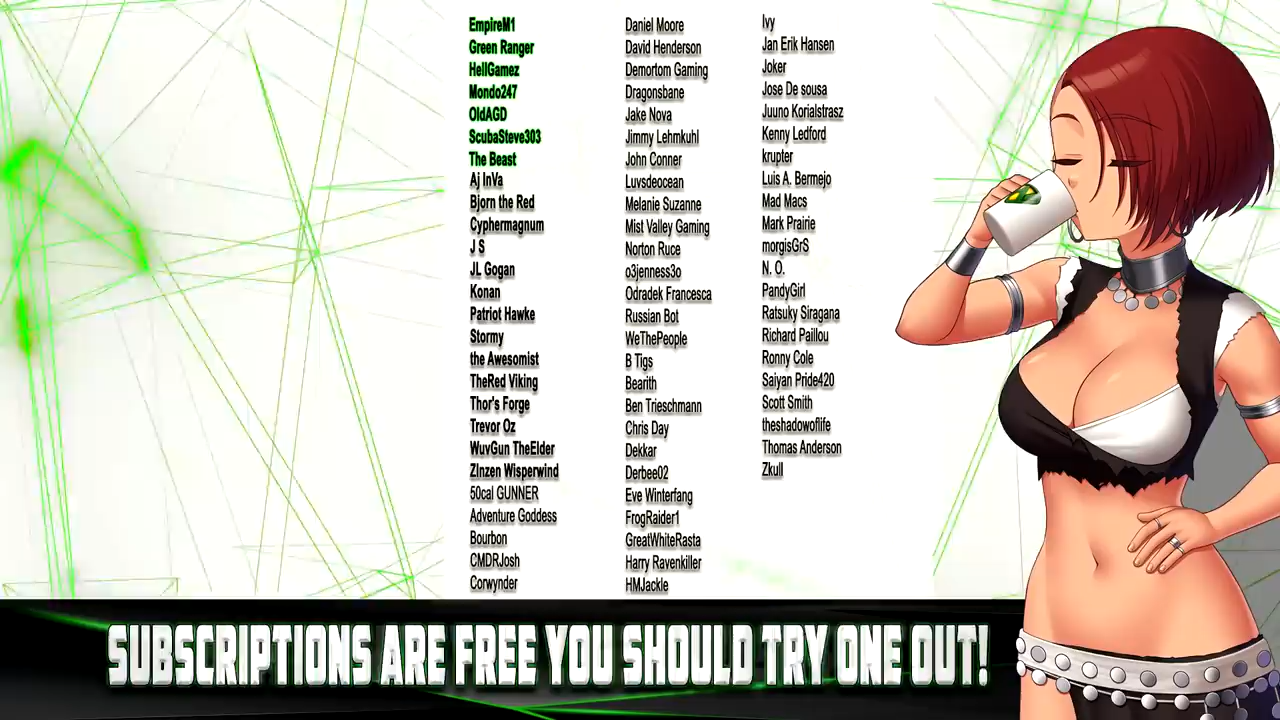 EmpireM1
Green Ranger
HellGamez
Mondo247
OldAGD
ScubaSteve303
The Beast
Aj InVa
Bjorn the Red
Cyphermagnum
J S
JL Gogan
Konan
Patriot Hawke
Stormy
the Awesomist
TheRed Viking
Thor's Forge
Trevor Oz
WuvGun TheElder
ZInzen Wisperwind
50cal GUNNER
Adventure Goddess
Bourbon
CMDRJosh
Corwynder
Daniel Moore
David Henderson
Demortom Gaming
Dragonsbane
Jake Nova
Jimmy Lehmkuhl
John Conner
Luvsdeocean
Melanie Suzanne
Mist Valley Gaming
Norton Ruce
o3jenness3o
Odradek Francesca
Russian Bot
WeThePeople
B Tigs
Bearith
Ben Trieschmann
Chris Day
Dekkar
Derbee02
Eve Winterfang
FrogRaider1
GreatWhiteRasta
Harry Ravenkiller
HMJackle
Ivy
Jan Erik Hansen
Joker
Jose De sousa
Juuno Korialstrasz
Kenny Ledford
krupter
Luis A. Bermejo
Mad Macs
Mark Prairie
morgisGrS
N. O.
PandyGirl
Ratsuky Siragana
Richard Paillou
Ronny Cole
Saiyan Pride420
Scott Smith
theshadowoflife
Thomas Anderson
Zkull
SUBSCRIPTIONS ARE FREE YOU SHOULD TRY ONE OUT!